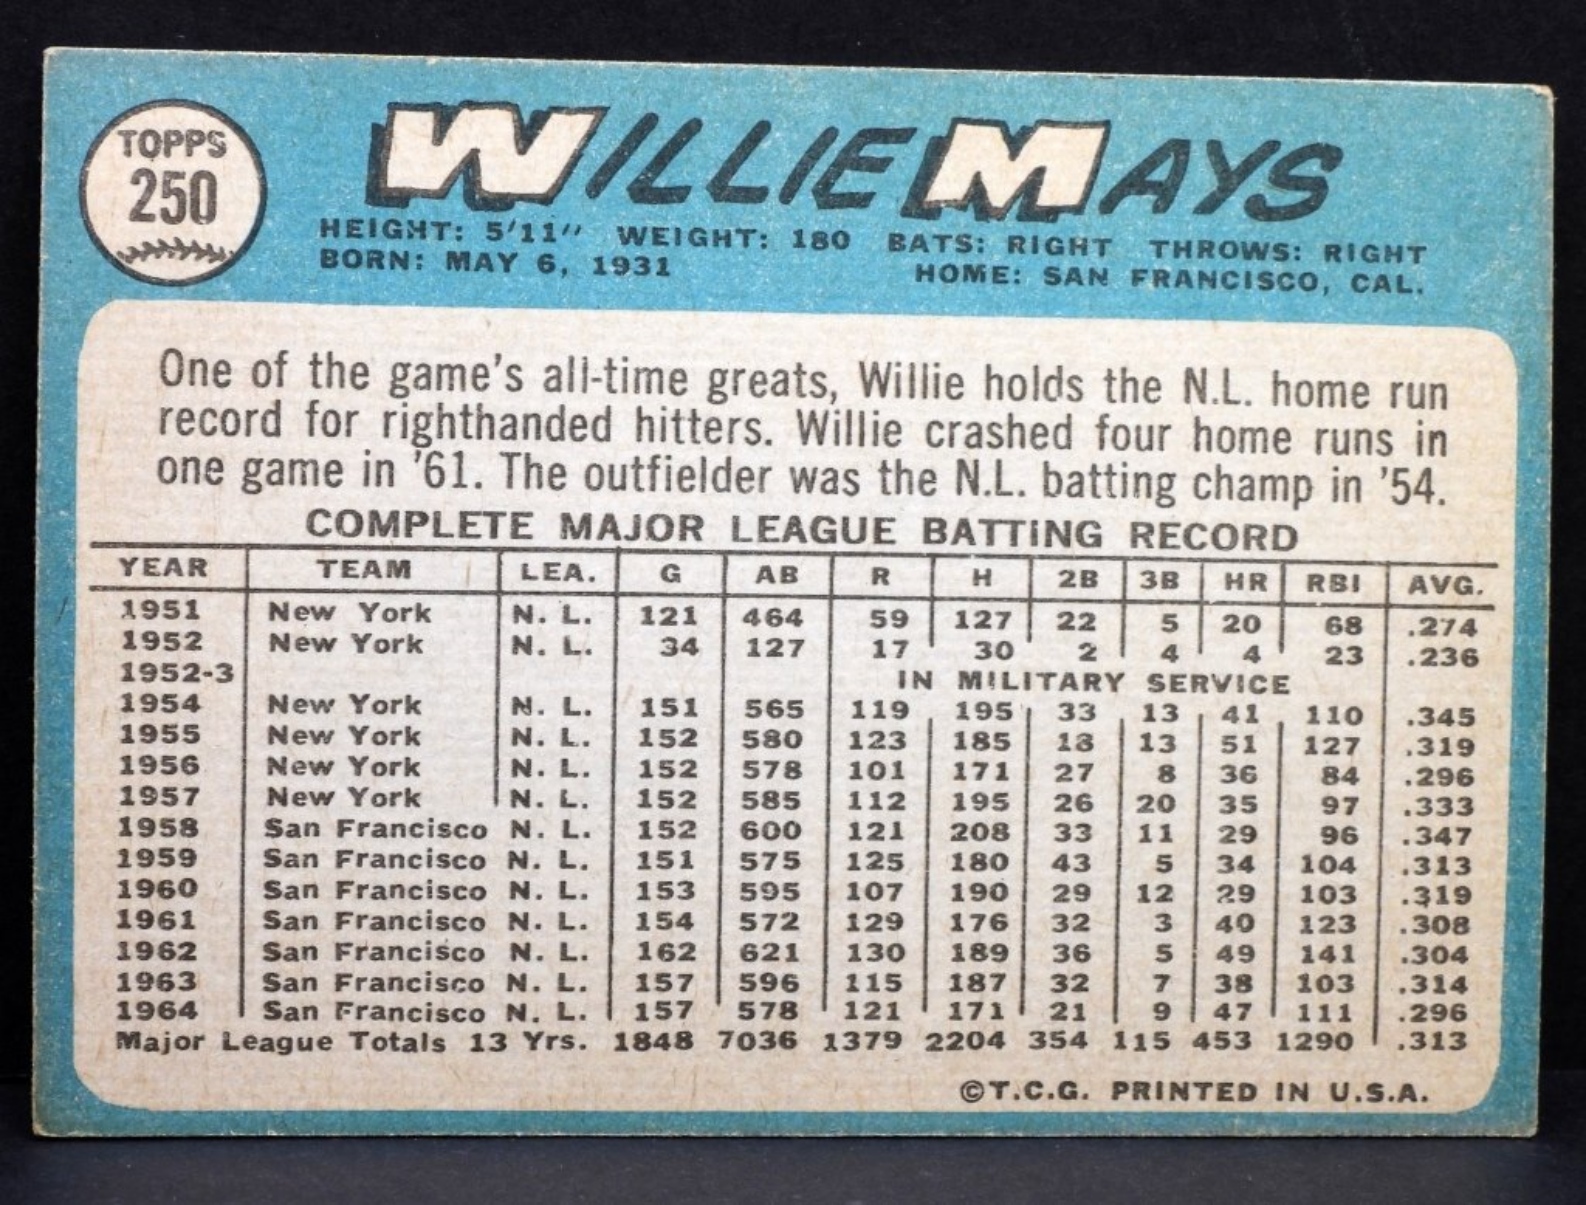 TOPPS
250
WILLIE MAYS
HEIGHT: 5'11" WEIGHT: 180 BATS: RIGHT THROWS: RIGHT
BORN: MAY 6, 1931 HOME: SAN FRANCISCO, CAL.
One of the game's all-time greats, Willie holds the N.L. home run
record for righthanded hitters. Willie crashed four home runs in
one game in '61. The outfielder was the N.L. batting champ in '54.
COMPLETE MAJOR LEAGUE BATTING RECORD
YEAR TEAM LEA. G AB R H 2B 3B HR RBI AVG.
1951 New York N. L. 121 464 59 127 22 5 20 68 .274
1952 New York N. L. 34 127 17 30 2 4 4 23 .236
1952-3 IN MILITARY SERVICE
1954 New York N. L. 151 565 119 195 33 13 41 110 .345
1955 New York N. L. 152 580 123 185 18 13 51 127 .319
1956 New York N. L. 152 578 101 171 27 8 36 84 .296
1957 New York N. L. 152 585 112 195 26 20 35 97 .333
1958 San Francisco N. L. 152 600 121 208 33 11 29 96 .347
1959 San Francisco N. L. 151 575 125 180 43 5 34 104 .313
1960 San Francisco N. L. 153 595 107 190 29 12 29 103 .319
1961 San Francisco N. L. 154 572 129 176 32 3 40 123 .308
1962 San Francisco N. L. 162 621 130 189 36 5 49 141 .304
1963 San Francisco N. L. 157 596 115 187 32 7 38 103 .314
1964 San Francisco N. L. 157 578 121 171 21 9 47 111 .296
Major League Totals 13 Yrs. 1848 7036 1379 2204 354 115 453 1290 .313
©T.C.G. PRINTED IN U.S.A.